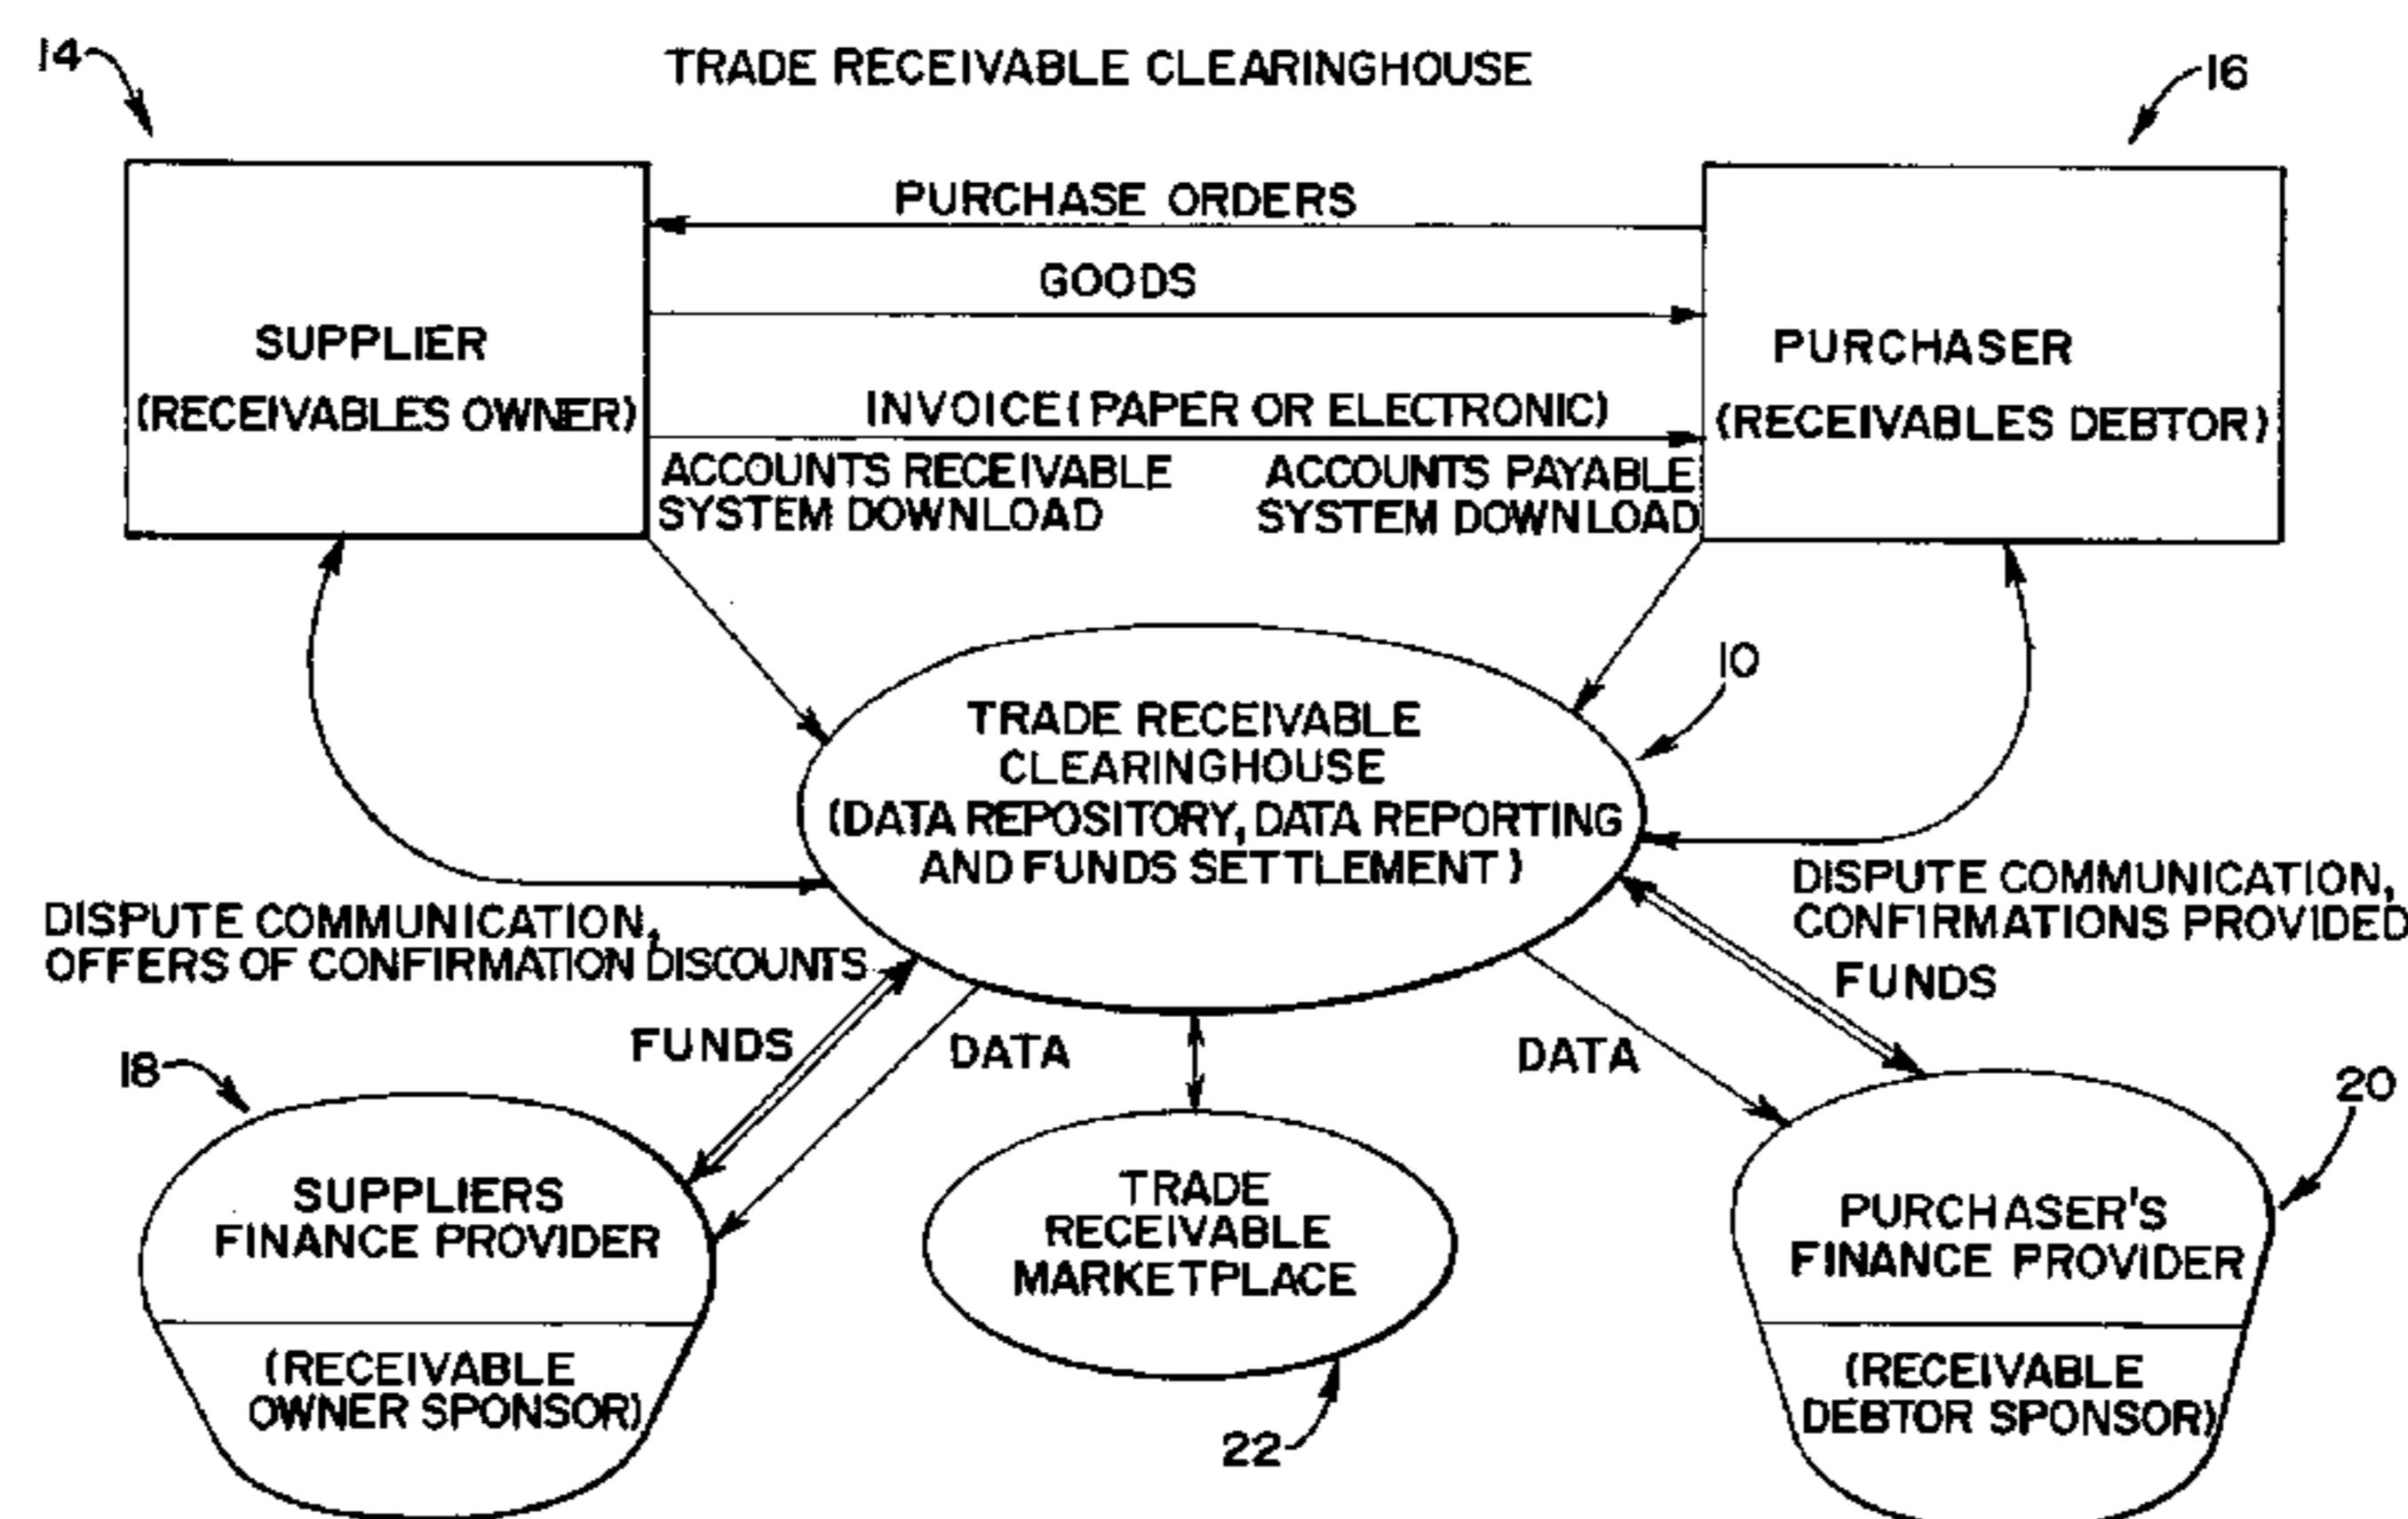 14
TRADE RECEIVABLE CLEARINGHOUSE
16
PURCHASE ORDERS
GOODS
SUPPLIER
(RECEIVABLES OWNER)
PURCHASER
(RECEIVABLES DEBTOR)
INVOICE (PAPER OR ELECTRONIC)
ACCOUNTS RECEIVABLE
SYSTEM DOWNLOAD
ACCOUNTS PAYABLE
SYSTEM DOWNLOAD
10
TRADE RECEIVABLE
CLEARINGHOUSE
(DATA REPOSITORY, DATA REPORTING
AND FUNDS SETTLEMENT)
DISPUTE COMMUNICATION,
OFFERS OF CONFIRMATION DISCOUNTS
DISPUTE COMMUNICATION,
CONFIRMATIONS PROVIDED
FUNDS
FUNDS
DATA
DATA
18
20
SUPPLIERS
FINANCE PROVIDER
(RECEIVABLE
OWNER SPONSOR)
TRADE
RECEIVABLE
MARKETPLACE
22
PURCHASER'S
FINANCE PROVIDER
(RECEIVABLE
DEBTOR SPONSOR)